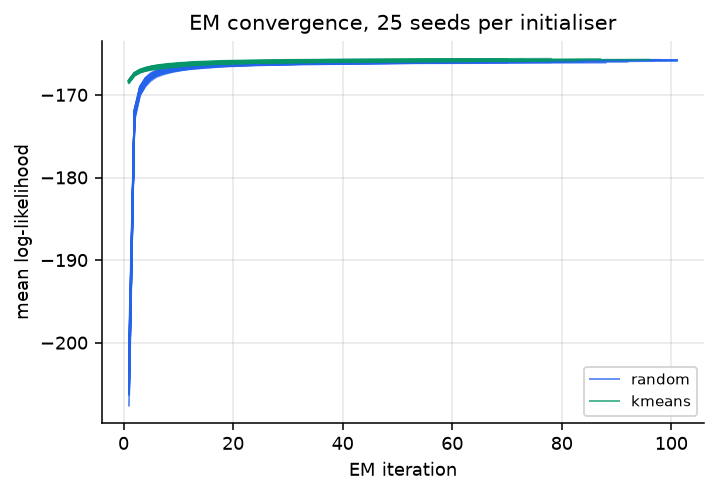 EM convergence, 25 seeds per initialiser
mean log-likelihood
−170
−180
−190
−200
0 20 40 60 80 100
EM iteration
random
kmeans